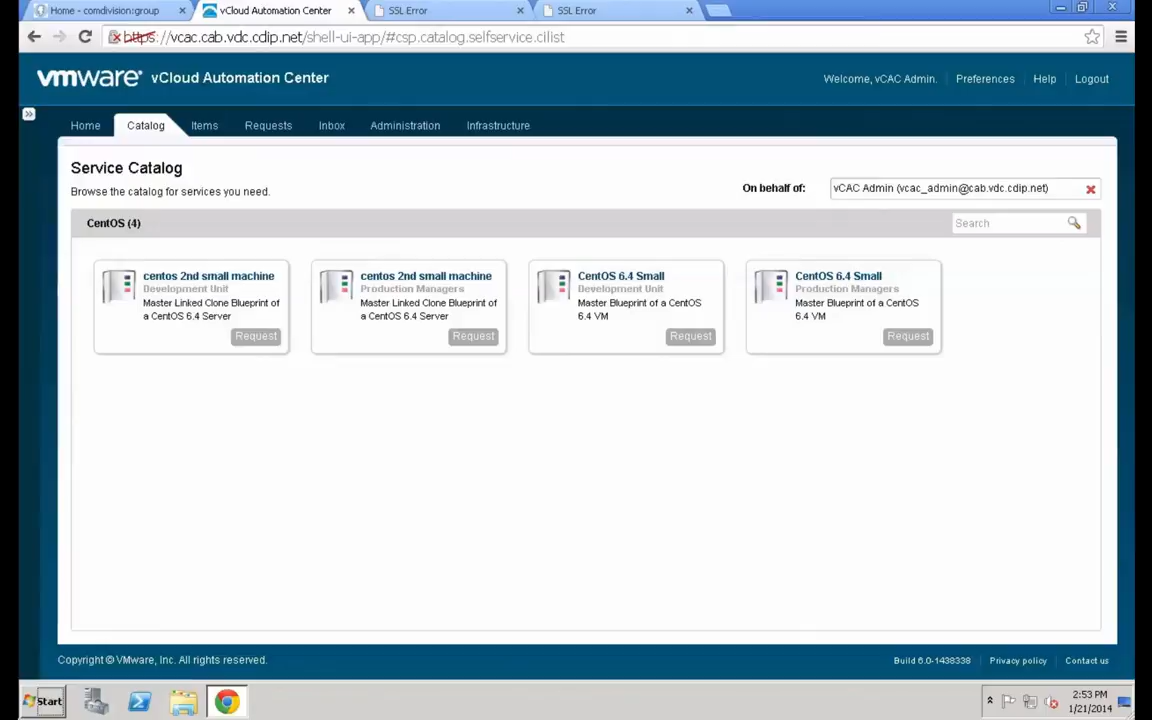 Home - comdivision:group
vCloud Automation Center
SSL Error
SSL Error
https://vcac.cab.vdc.cdip.net/shell-ui-app/#csp.catalog.selfservice.cilist
vmware® vCloud Automation Center
Welcome, vCAC Admin. Preferences Help Logout
Home Catalog Items Requests Inbox Administration Infrastructure
Service Catalog
Browse the catalog for services you need.
On behalf of: vCAC Admin (vcac_admin@cab.vdc.cdip.net)
CentOS (4)
Search
centos 2nd small machine
Development Unit
Master Linked Clone Blueprint of
a CentOS 6.4 Server
Request
centos 2nd small machine
Production Managers
Master Linked Clone Blueprint of
a CentOS 6.4 Server
Request
CentOS 6.4 Small
Development Unit
Master Blueprint of a CentOS
6.4 VM
Request
CentOS 6.4 Small
Production Managers
Master Blueprint of a CentOS
6.4 VM
Request
Copyright © VMware, Inc. All rights reserved.
Build 6.0-1438338 Privacy policy Contact us
Start
2:53 PM
1/21/2014